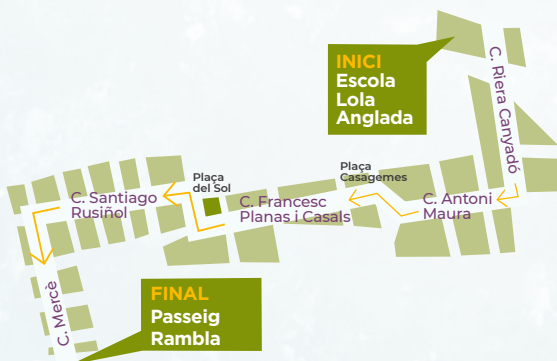 INICI
Escola
Lola
Anglada
C. Riera Canyadó
Plaça
Casagemes
C. Antoni
Maura
Plaça
del Sol
C. Francesc
Planas i Casals
C. Santiago
Rusiñol
C. Mercè
FINAL
Passeig
Rambla